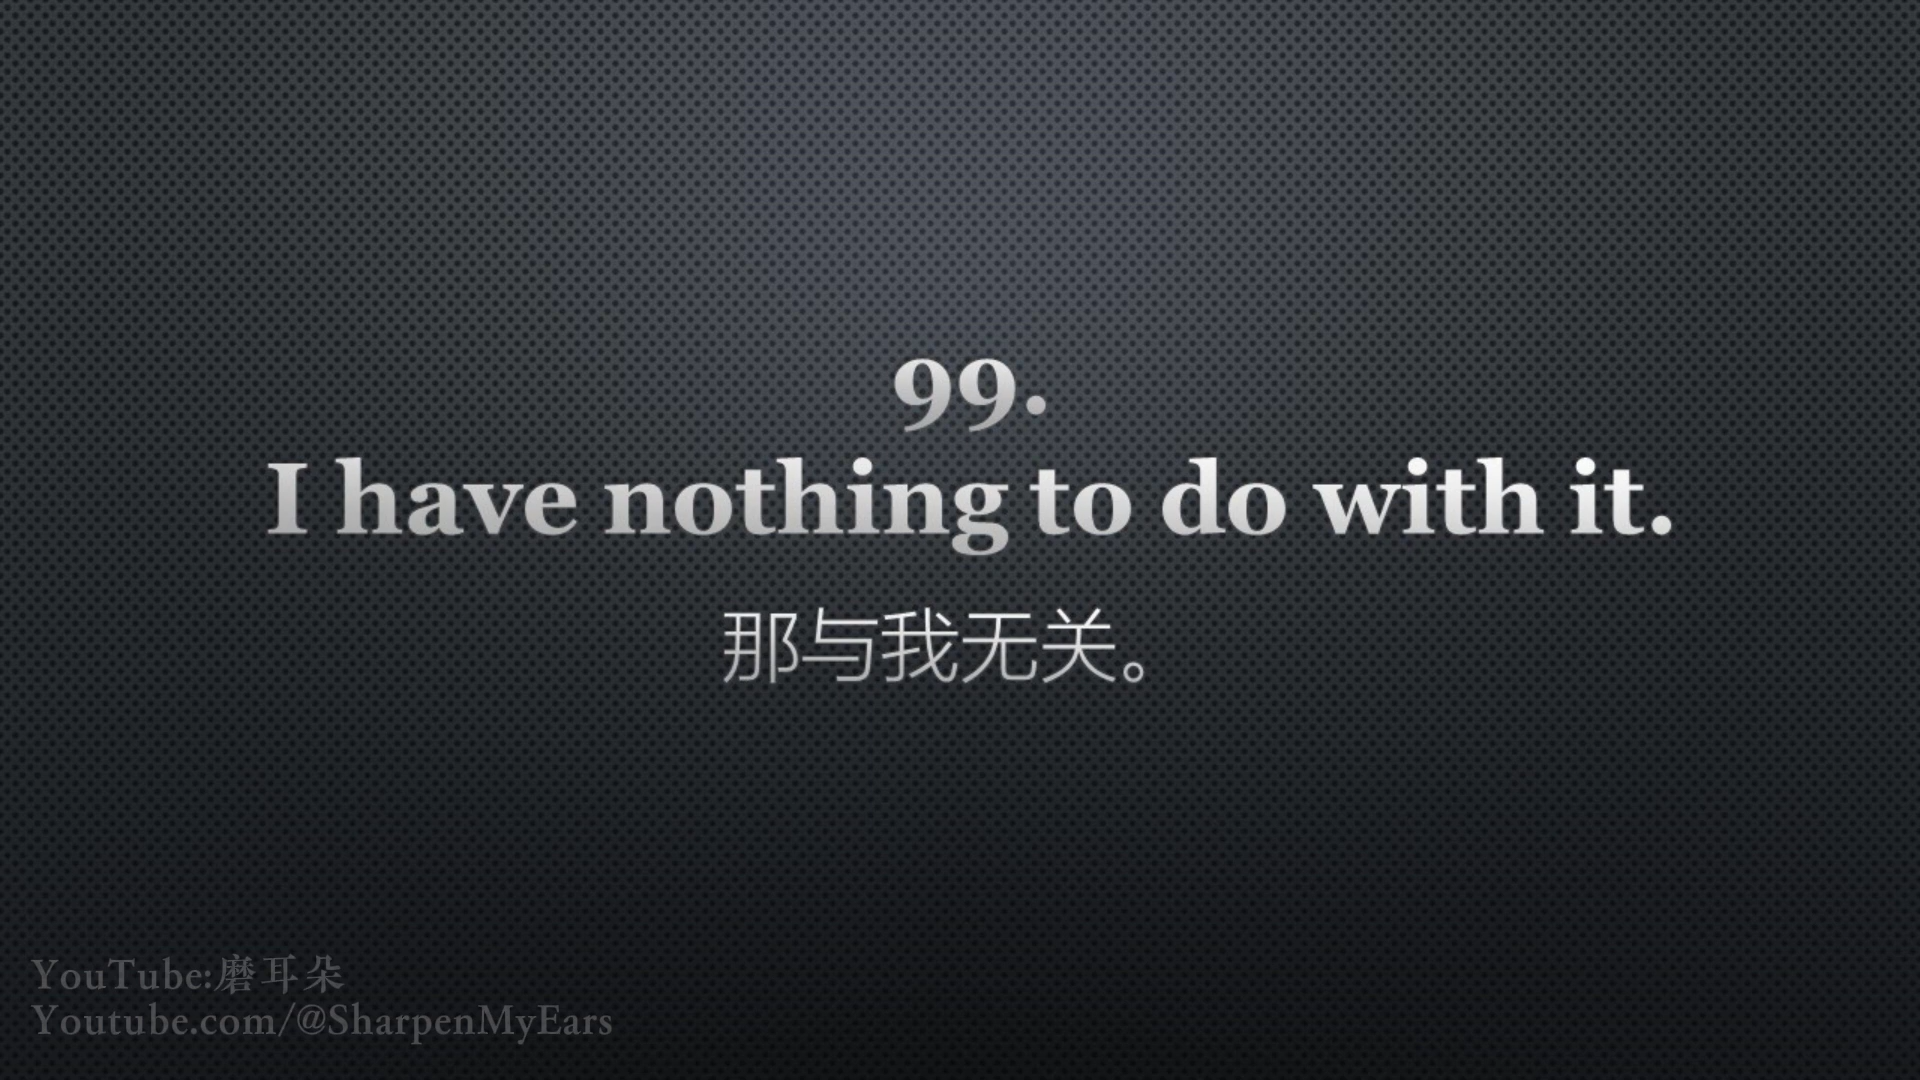 99.
I have nothing to do with it.
那与我无关。
YouTube:磨耳朵
Youtube.com/@SharpenMyEars